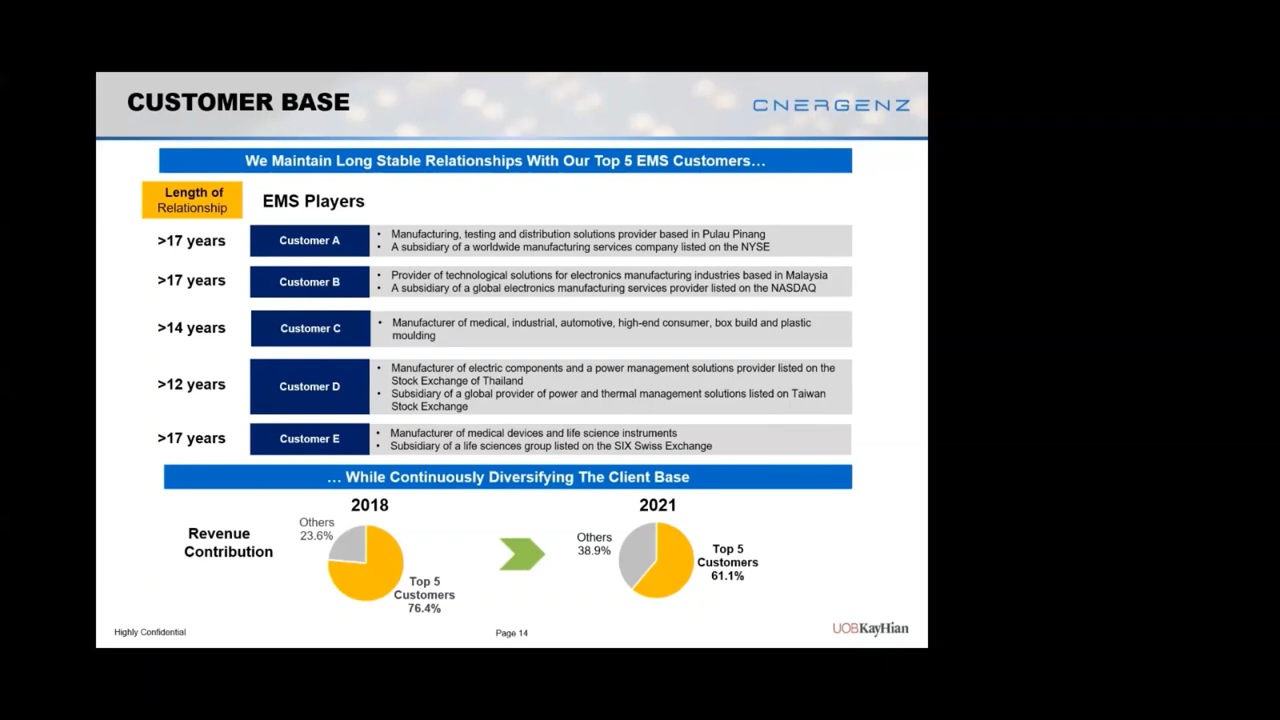 CUSTOMER BASE
CNERGENZ
We Maintain Long Stable Relationships With Our Top 5 EMS Customers...
Length of
Relationship
EMS Players
>17 years
Customer A
• Manufacturing, testing and distribution solutions provider based in Pulau Pinang
• A subsidiary of a worldwide manufacturing services company listed on the NYSE
>17 years
Customer B
• Provider of technological solutions for electronics manufacturing industries based in Malaysia
• A subsidiary of a global electronics manufacturing services provider listed on the NASDAQ
>14 years
Customer C
• Manufacturer of medical, industrial, automotive, high-end consumer, box build and plastic
moulding
>12 years
Customer D
• Manufacturer of electric components and a power management solutions provider listed on the
Stock Exchange of Thailand
• Subsidiary of a global provider of power and thermal management solutions listed on Taiwan
Stock Exchange
>17 years
Customer E
• Manufacturer of medical devices and life science instruments
• Subsidiary of a life sciences group listed on the SIX Swiss Exchange
... While Continuously Diversifying The Client Base
Revenue
Contribution
2018
Others
23.6%
Top 5
Customers
76.4%
2021
Others
38.9%
Top 5
Customers
61.1%
Highly Confidential
Page 14
UOBKayHian